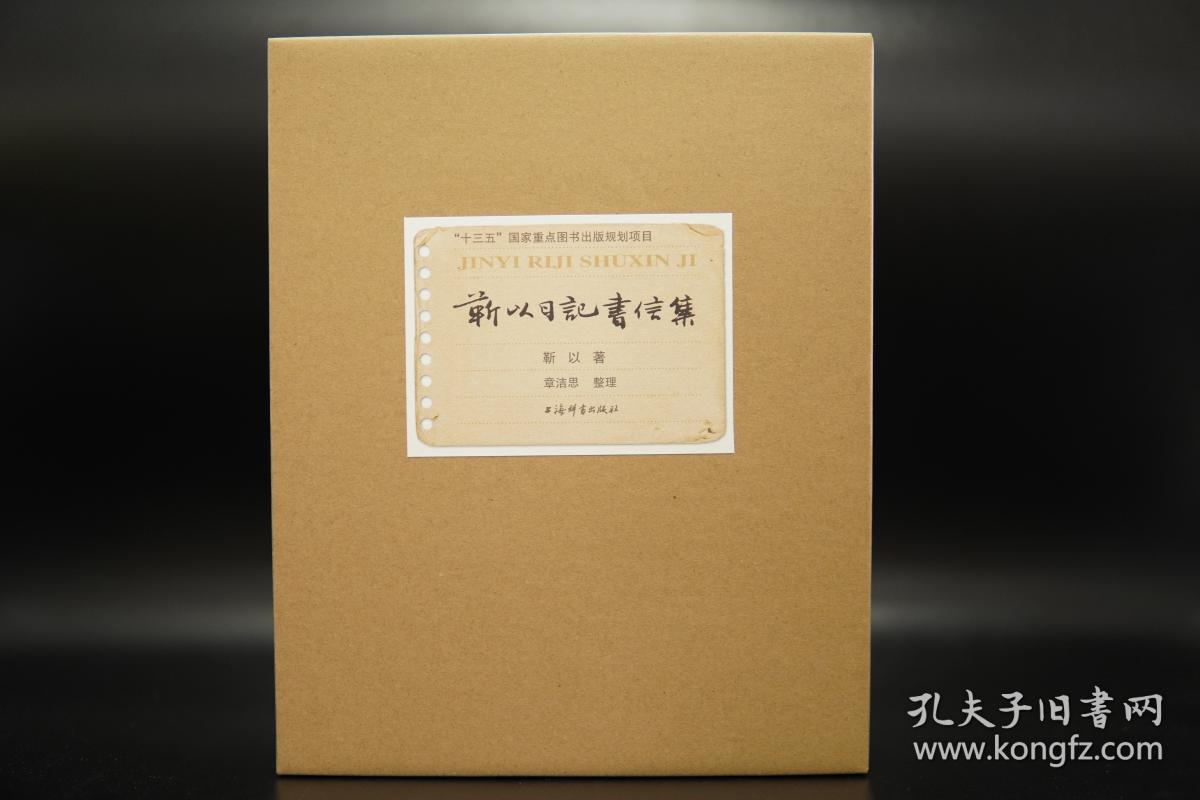 “十三五”国家重点图书出版规划项目
JINYI RIJI SHUXIN JI
靳以日記書信集
靳 以 著
章洁思 整理
上海辞书出版社
孔夫子旧書网
www.kongfz.com